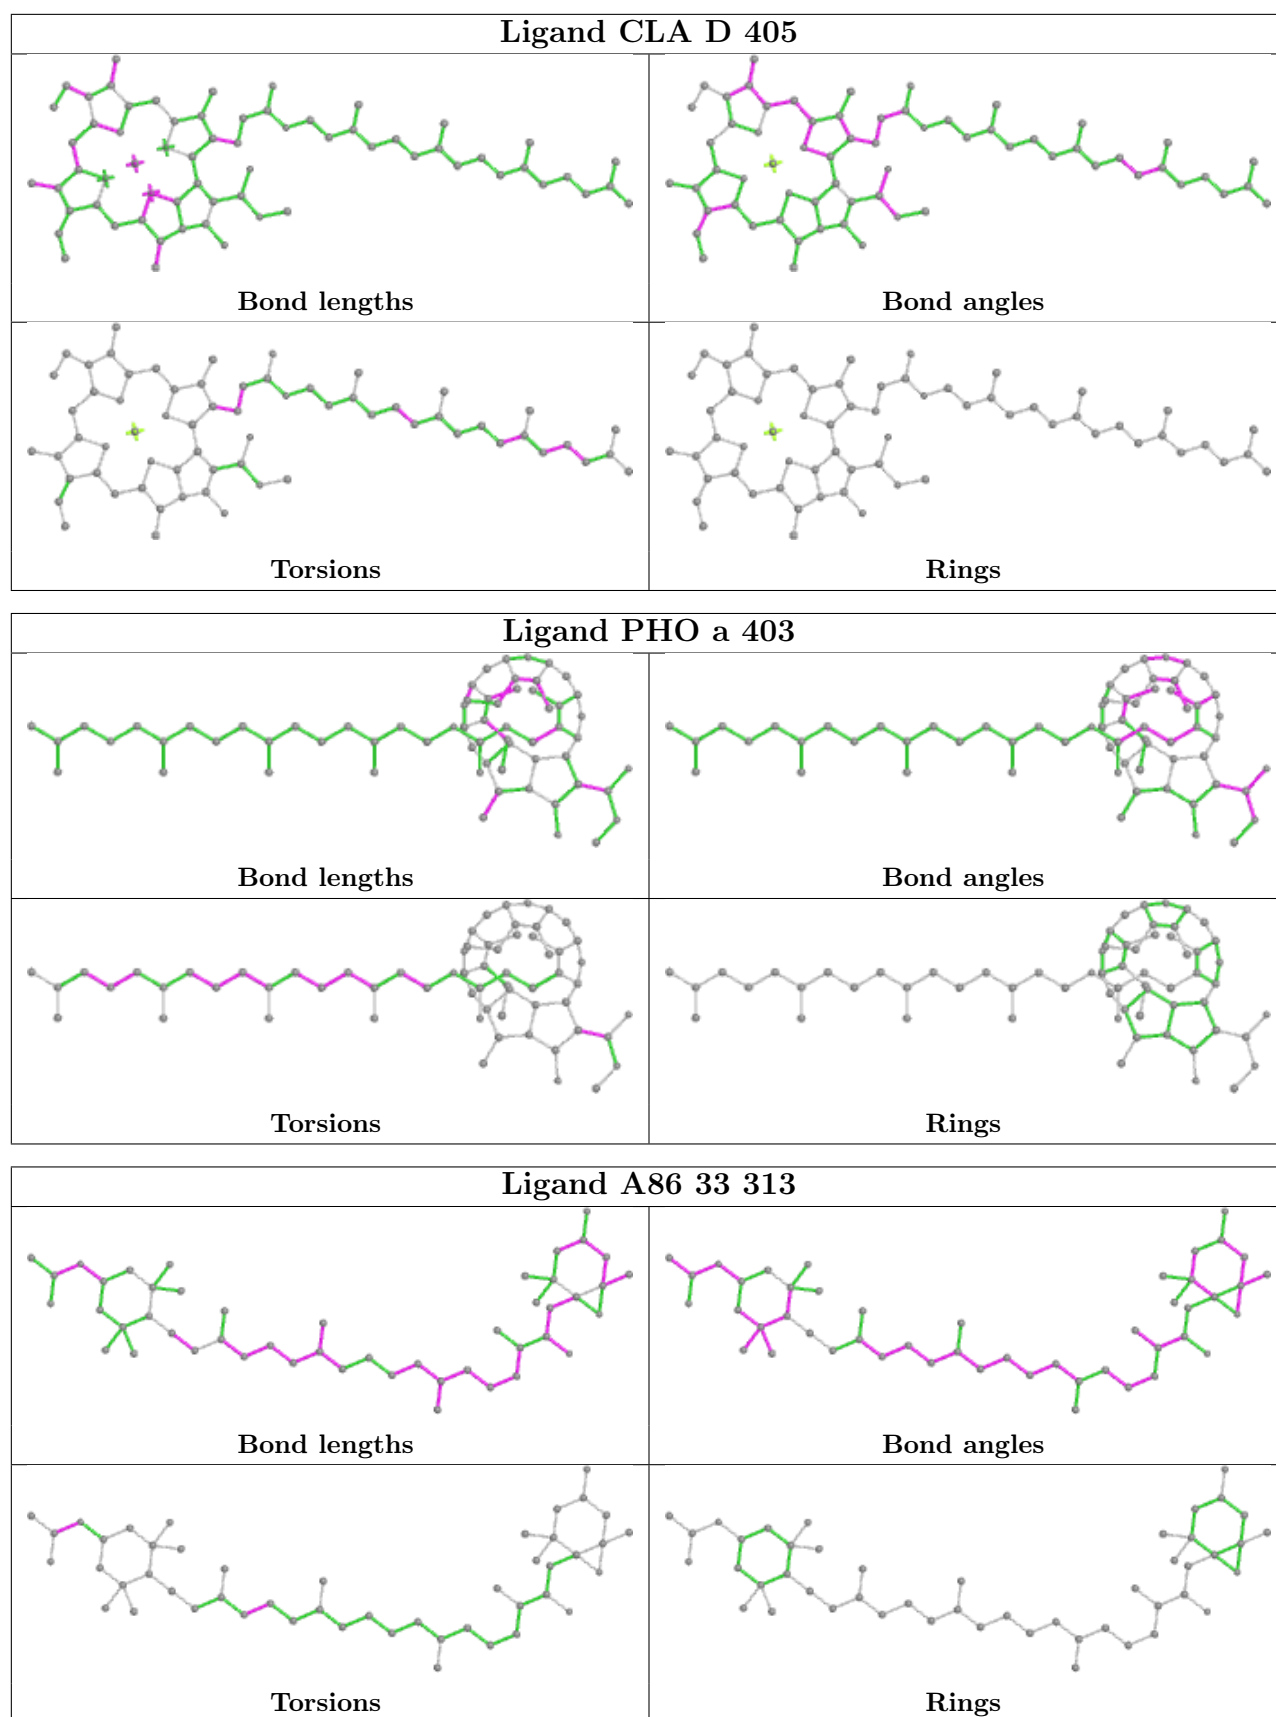 Ligand CLA D 405
Bond lengths
Bond angles
Torsions
Rings
Ligand PHO a 403
Bond lengths
Bond angles
Torsions
Rings
Ligand A86 33 313
Bond lengths
Bond angles
Torsions
Rings